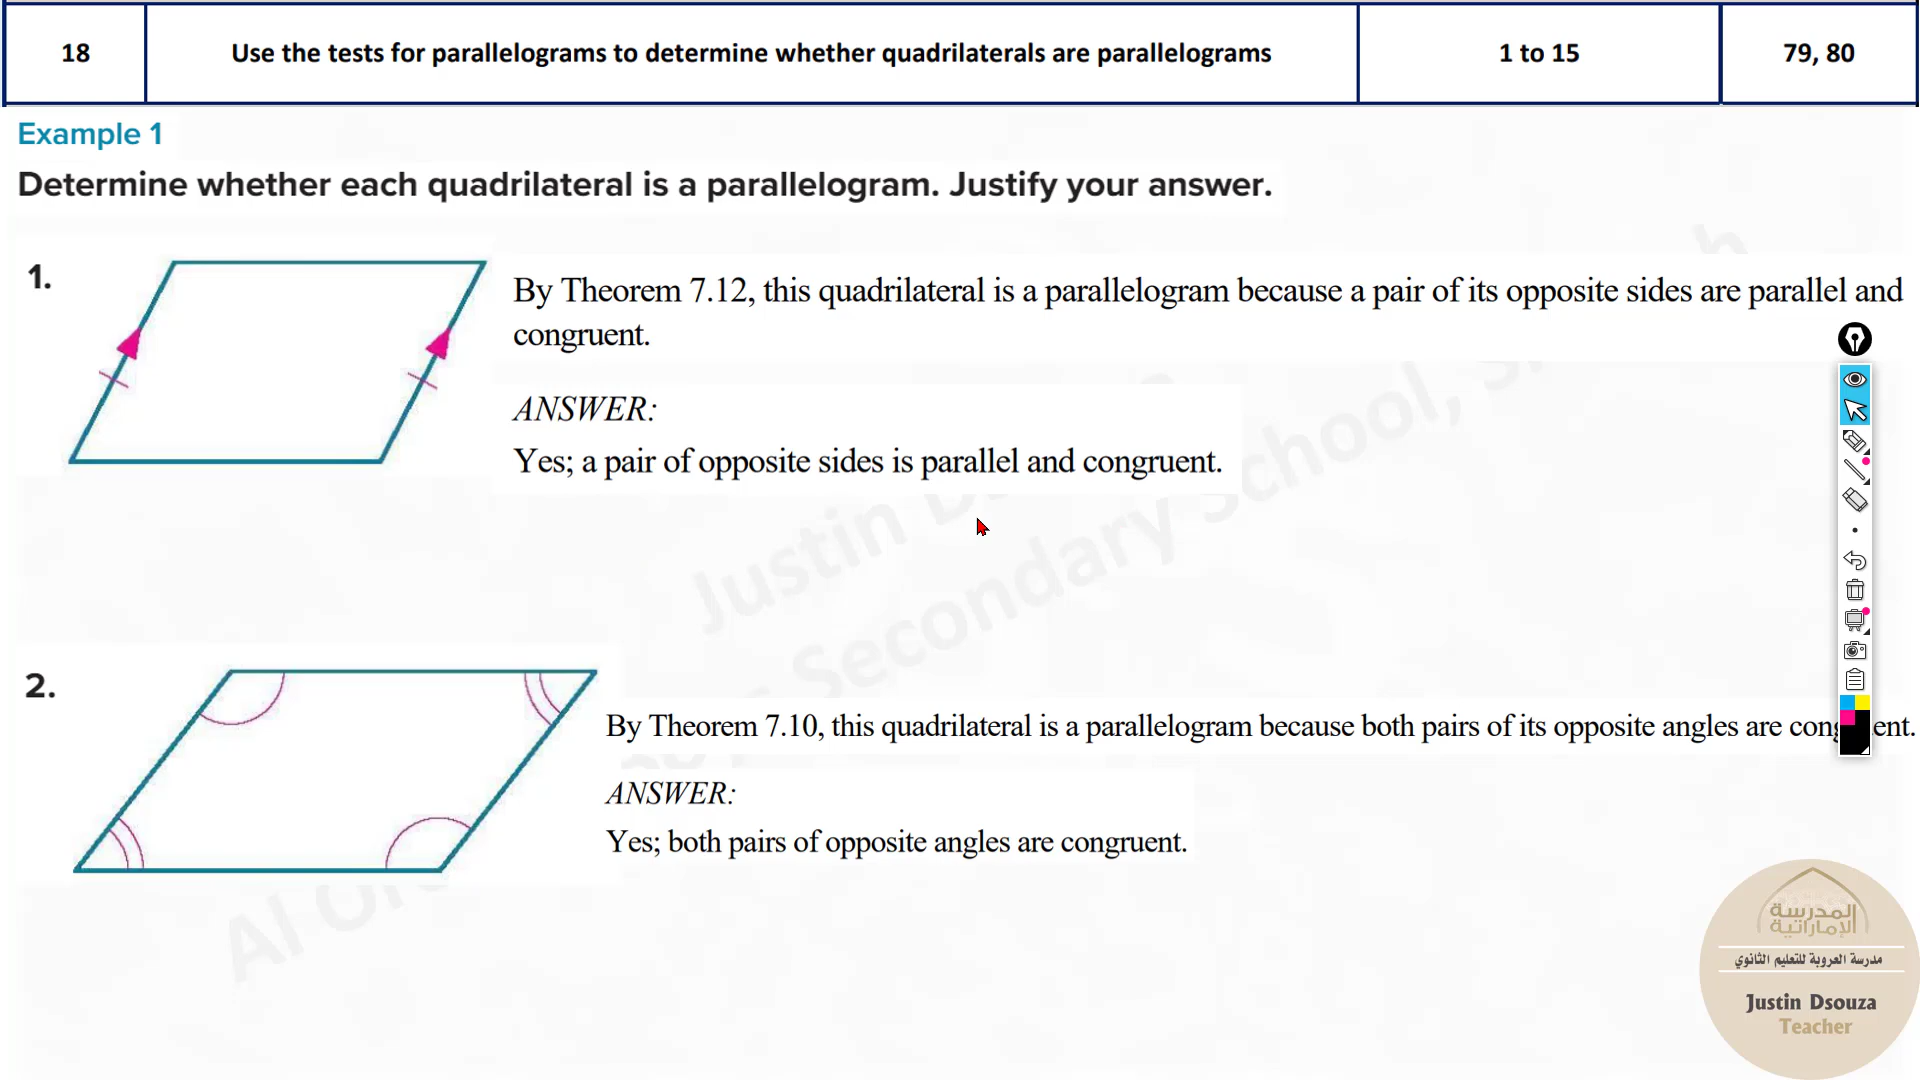 18 Use the tests for parallelograms to determine whether quadrilaterals are parallelograms 1 to 15 79, 80
Example 1
Determine whether each quadrilateral is a parallelogram. Justify your answer.
1.
By Theorem 7.12, this quadrilateral is a parallelogram because a pair of its opposite sides are parallel and
congruent.
ANSWER:
Yes; a pair of opposite sides is parallel and congruent.
Justin
Secondary School,
2.
By Theorem 7.10, this quadrilateral is a parallelogram because both pairs of its opposite angles are
ANSWER:
Yes; both pairs of opposite angles are congruent.
Al
المدرسة
الإماراتية
مدرسة العروبة للتعليم الثانوي
Justin Dsouza
Teacher